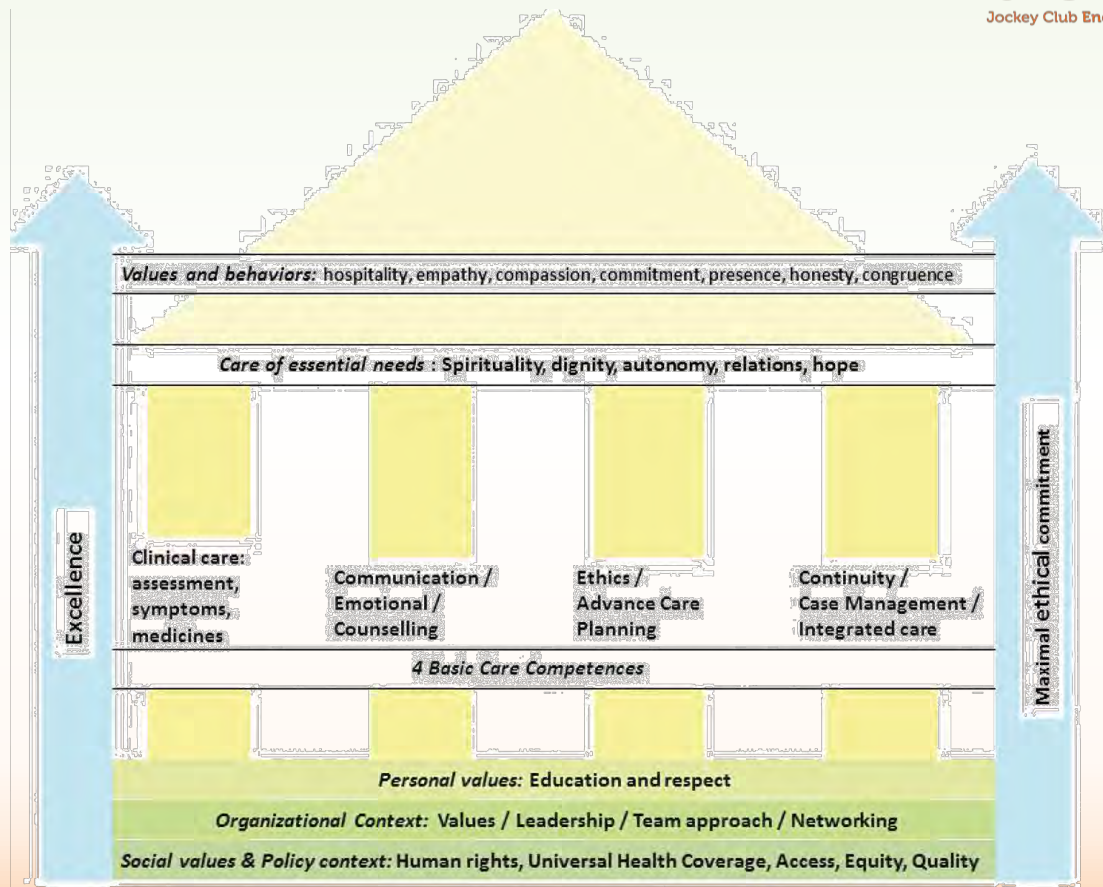 Jockey Club En
Values and behaviors: hospitality, empathy, compassion, commitment, presence, honesty, congruence
Care of essential needs : Spirituality, dignity, autonomy, relations, hope
Excellence
Clinical care:
assessment,
symptoms,
medicines
Communication /
Emotional /
Counselling
Ethics /
Advance Care
Planning
Continuity /
Case Management /
Integrated care
Maximal ethical commitment
4 Basic Care Competences
Personal values: Education and respect
Organizational Context: Values / Leadership / Team approach / Networking
Social values & Policy context: Human rights, Universal Health Coverage, Access, Equity, Quality